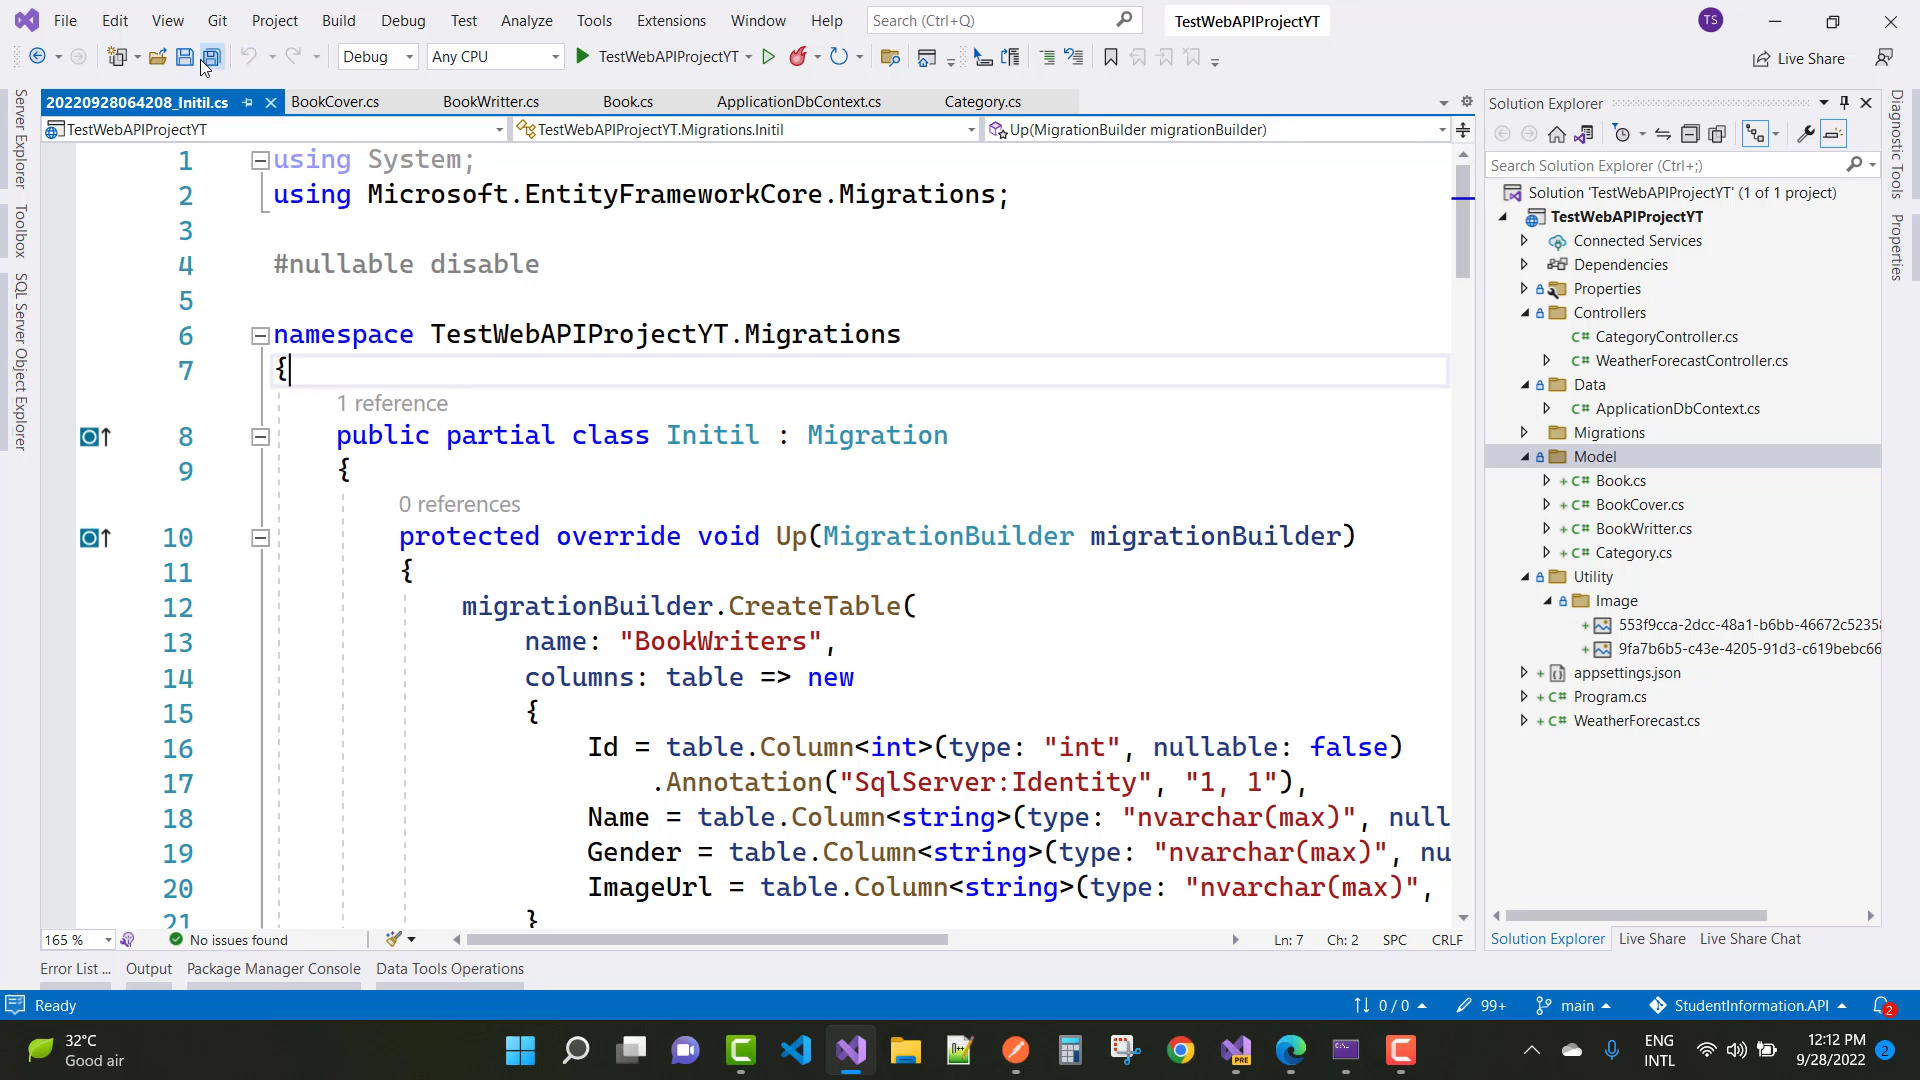 File Edit View Git Project Build Debug Test Analyze Tools Extensions Window Help Search (Ctrl+Q) TestWebAPIProjectYT TS
Debug Any CPU TestWebAPIProjectYT Live Share
20220928064208_Initil.cs BookCover.cs BookWritter.cs Book.cs ApplicationDbContext.cs Category.cs
TestWebAPIProjectYT TestWebAPIProjectYT.Migrations.Initil Up(MigrationBuilder migrationBuilder)
Server Explorer
Toolbox
SQL Server Object Explorer
1 using System;
2 using Microsoft.EntityFrameworkCore.Migrations;
3
4 #nullable disable
5
6 namespace TestWebAPIProjectYT.Migrations
7 {
1 reference
8 public partial class Initil : Migration
9 {
0 references
10 protected override void Up(MigrationBuilder migrationBuilder)
11 {
12 migrationBuilder.CreateTable(
13 name: "BookWriters",
14 columns: table => new
15 {
16 Id = table.Column<int>(type: "int", nullable: false)
17 .Annotation("SqlServer:Identity", "1, 1"),
18 Name = table.Column<string>(type: "nvarchar(max)", null
19 Gender = table.Column<string>(type: "nvarchar(max)", nu
20 ImageUrl = table.Column<string>(type: "nvarchar(max)",
21 }
165 % No issues found Ln: 7 Ch: 2 SPC CRLF
Solution Explorer
Search Solution Explorer (Ctrl+;)
Solution 'TestWebAPIProjectYT' (1 of 1 project)
TestWebAPIProjectYT
Connected Services
Dependencies
Properties
Controllers
C# CategoryController.cs
C# WeatherForecastController.cs
Data
C# ApplicationDbContext.cs
Migrations
Model
+ C# Book.cs
+ C# BookCover.cs
+ C# BookWritter.cs
+ C# Category.cs
Utility
Image
+ 553f9cca-2dcc-48a1-b6bb-46672c5235
+ 9fa7b6b5-c43e-4205-91d3-c619bebc66
+ appsettings.json
+ C# Program.cs
+ C# WeatherForecast.cs
Solution Explorer Live Share Live Share Chat
Diagnostic Tools
Properties
Error List ... Output Package Manager Console Data Tools Operations
Ready 0 / 0 99+ main StudentInformation.API 2
32°C
Good air
PRE
ENG
INTL
12:12 PM
9/28/2022
2